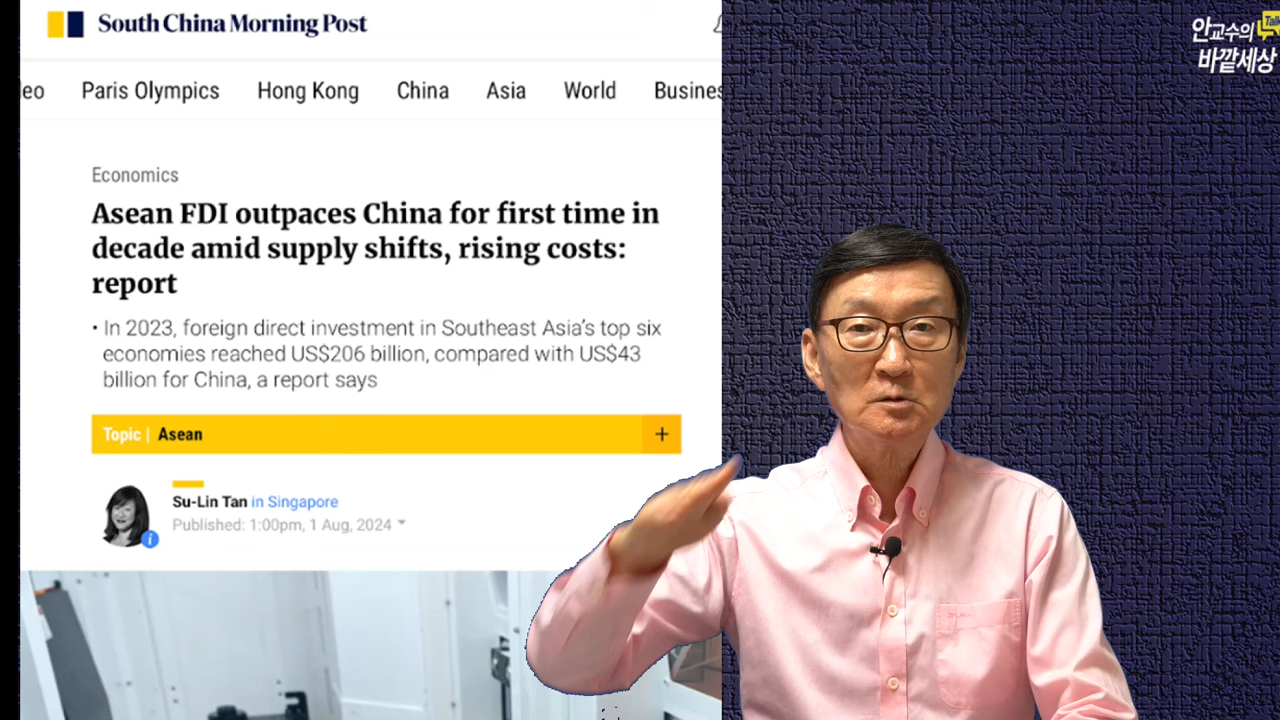 South China Morning Post
eo Paris Olympics Hong Kong China Asia World Busines
Economics
Asean FDI outpaces China for first time in
decade amid supply shifts, rising costs:
report
• In 2023, foreign direct investment in Southeast Asia's top six
economies reached US$206 billion, compared with US$43
billion for China, a report says
Topic | Asean +
Su-Lin Tan in Singapore
Published: 1:00pm, 1 Aug, 2024
i
안교수의 Talk
바깥세상